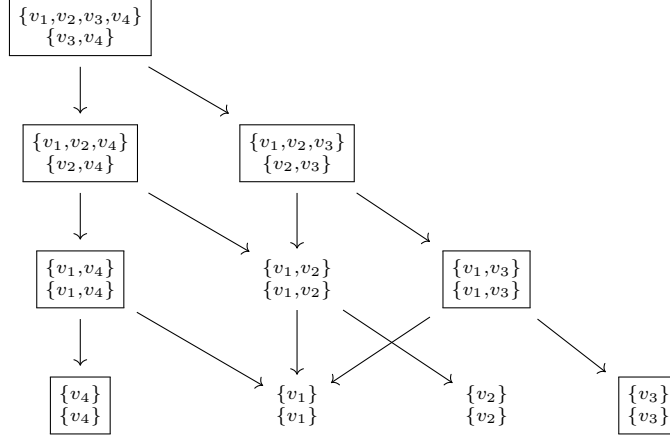 {v₁,v₂,v₃,v₄}
{v₃,v₄}
{v₁,v₂,v₄}
{v₂,v₄}
{v₁,v₂,v₃}
{v₂,v₃}
{v₁,v₄}
{v₁,v₄}
{v₁,v₂}
{v₁,v₂}
{v₁,v₃}
{v₁,v₃}
{v₄}
{v₄}
{v₁}
{v₁}
{v₂}
{v₂}
{v₃}
{v₃}